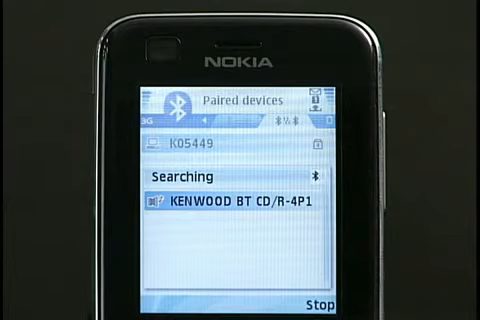 NOKIA
Paired devices
3G
K05449
Searching
KENWOOD BT CD/R-4P1
Stop